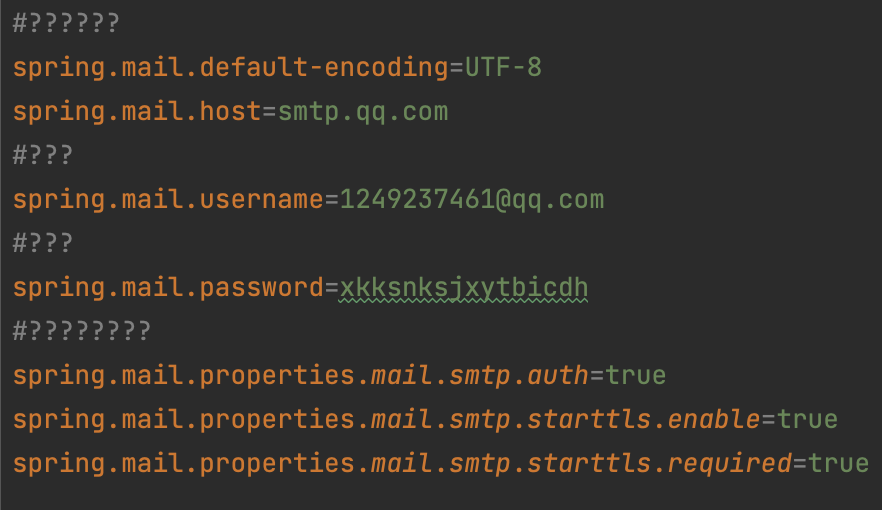 #??????
spring.mail.default-encoding=UTF-8
spring.mail.host=smtp.qq.com
#???
spring.mail.username=1249237461@qq.com
#???
spring.mail.password=xkksnksjxytbicdh
#????????
spring.mail.properties.mail.smtp.auth=true
spring.mail.properties.mail.smtp.starttls.enable=true
spring.mail.properties.mail.smtp.starttls.required=true